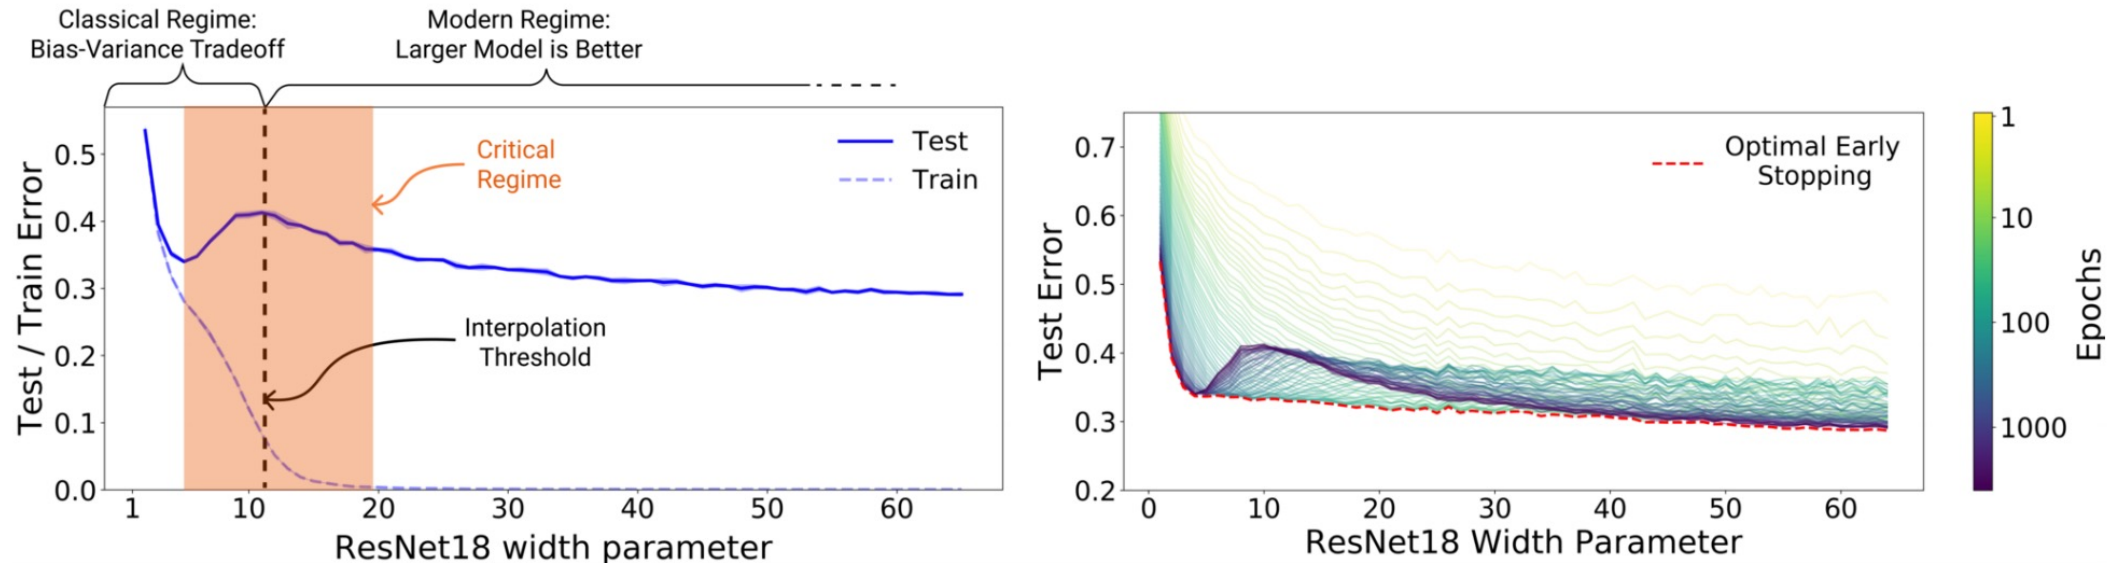 Classical Regime:
Bias-Variance Tradeoff
Modern Regime:
Larger Model is Better
Test / Train Error
0.5
0.4
0.3
0.2
0.1
0.0
Critical
Regime
Interpolation
Threshold
Test
Train
1
10
20
30
40
50
60
ResNet18 width parameter
Test Error
0.7
0.6
0.5
0.4
0.3
0.2
Optimal Early
Stopping
0
10
20
30
40
50
60
ResNet18 Width Parameter
1
10
100
1000
Epochs